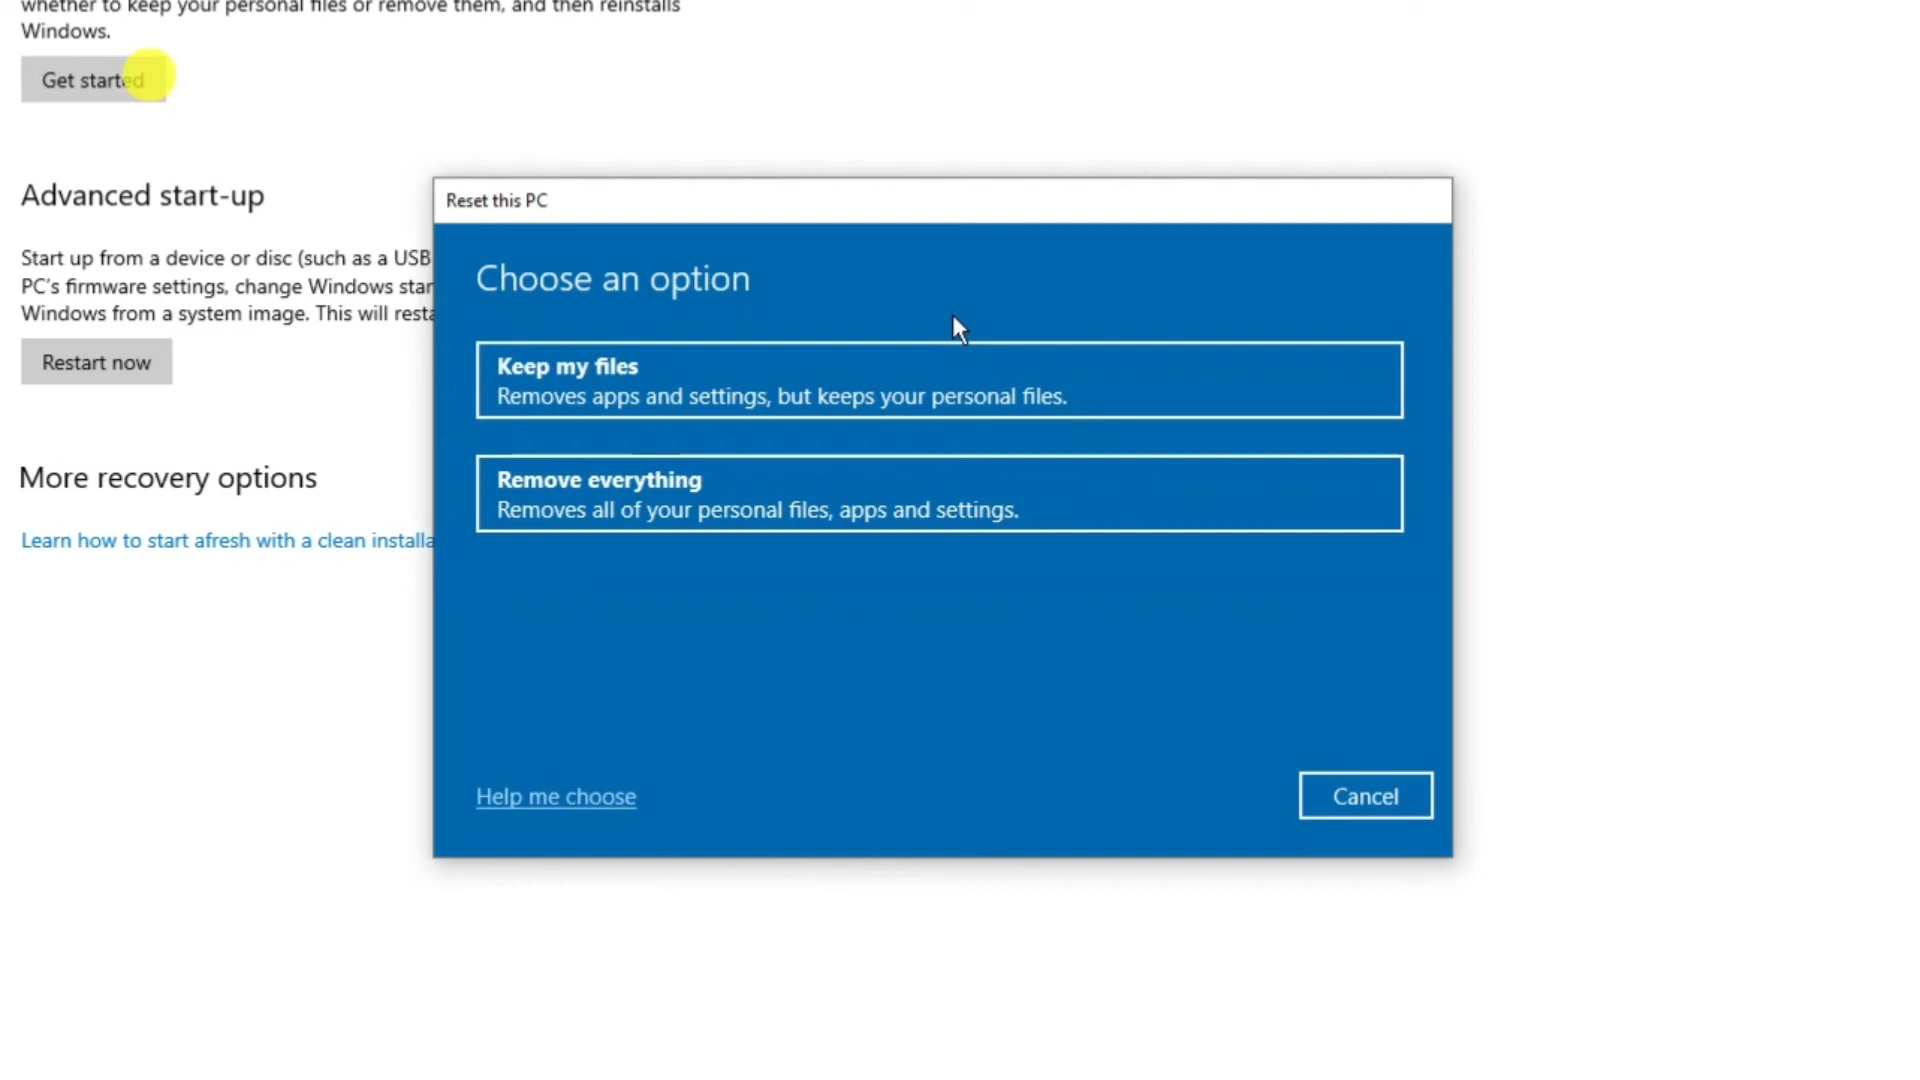 whether to keep your personal files or remove them, and then reinstalls
Windows.
Get started
Advanced start-up
Start up from a device or disc (such as a USB
PC's firmware settings, change Windows star
Windows from a system image. This will resta
Restart now
More recovery options
Learn how to start afresh with a clean installa
Reset this PC
Choose an option
Keep my files
Removes apps and settings, but keeps your personal files.
Remove everything
Removes all of your personal files, apps and settings.
Help me choose
Cancel